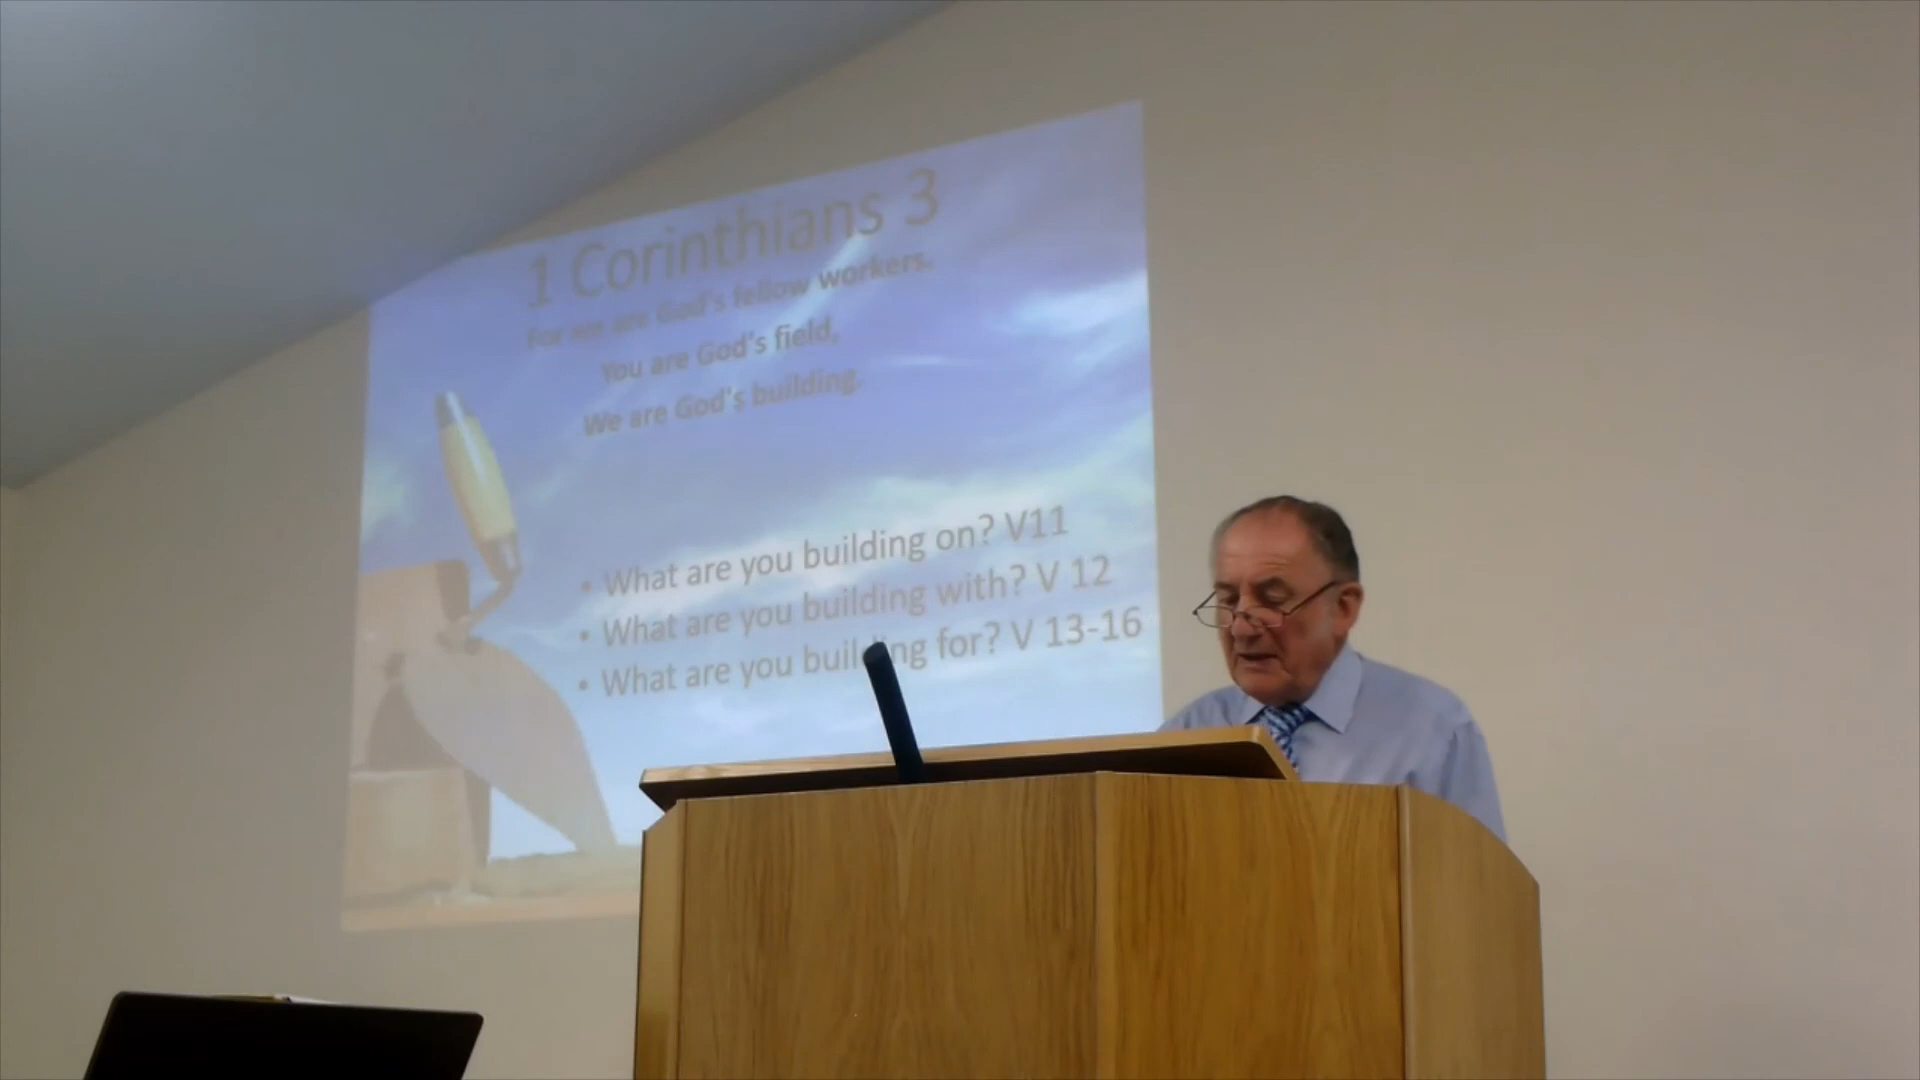 1 Corinthians 3
For we are God's fellow workers.
You are God's field,
We are God's building.
• What are you building on? V11
• What are you building with? V 12
• What are you building for? V 13-16